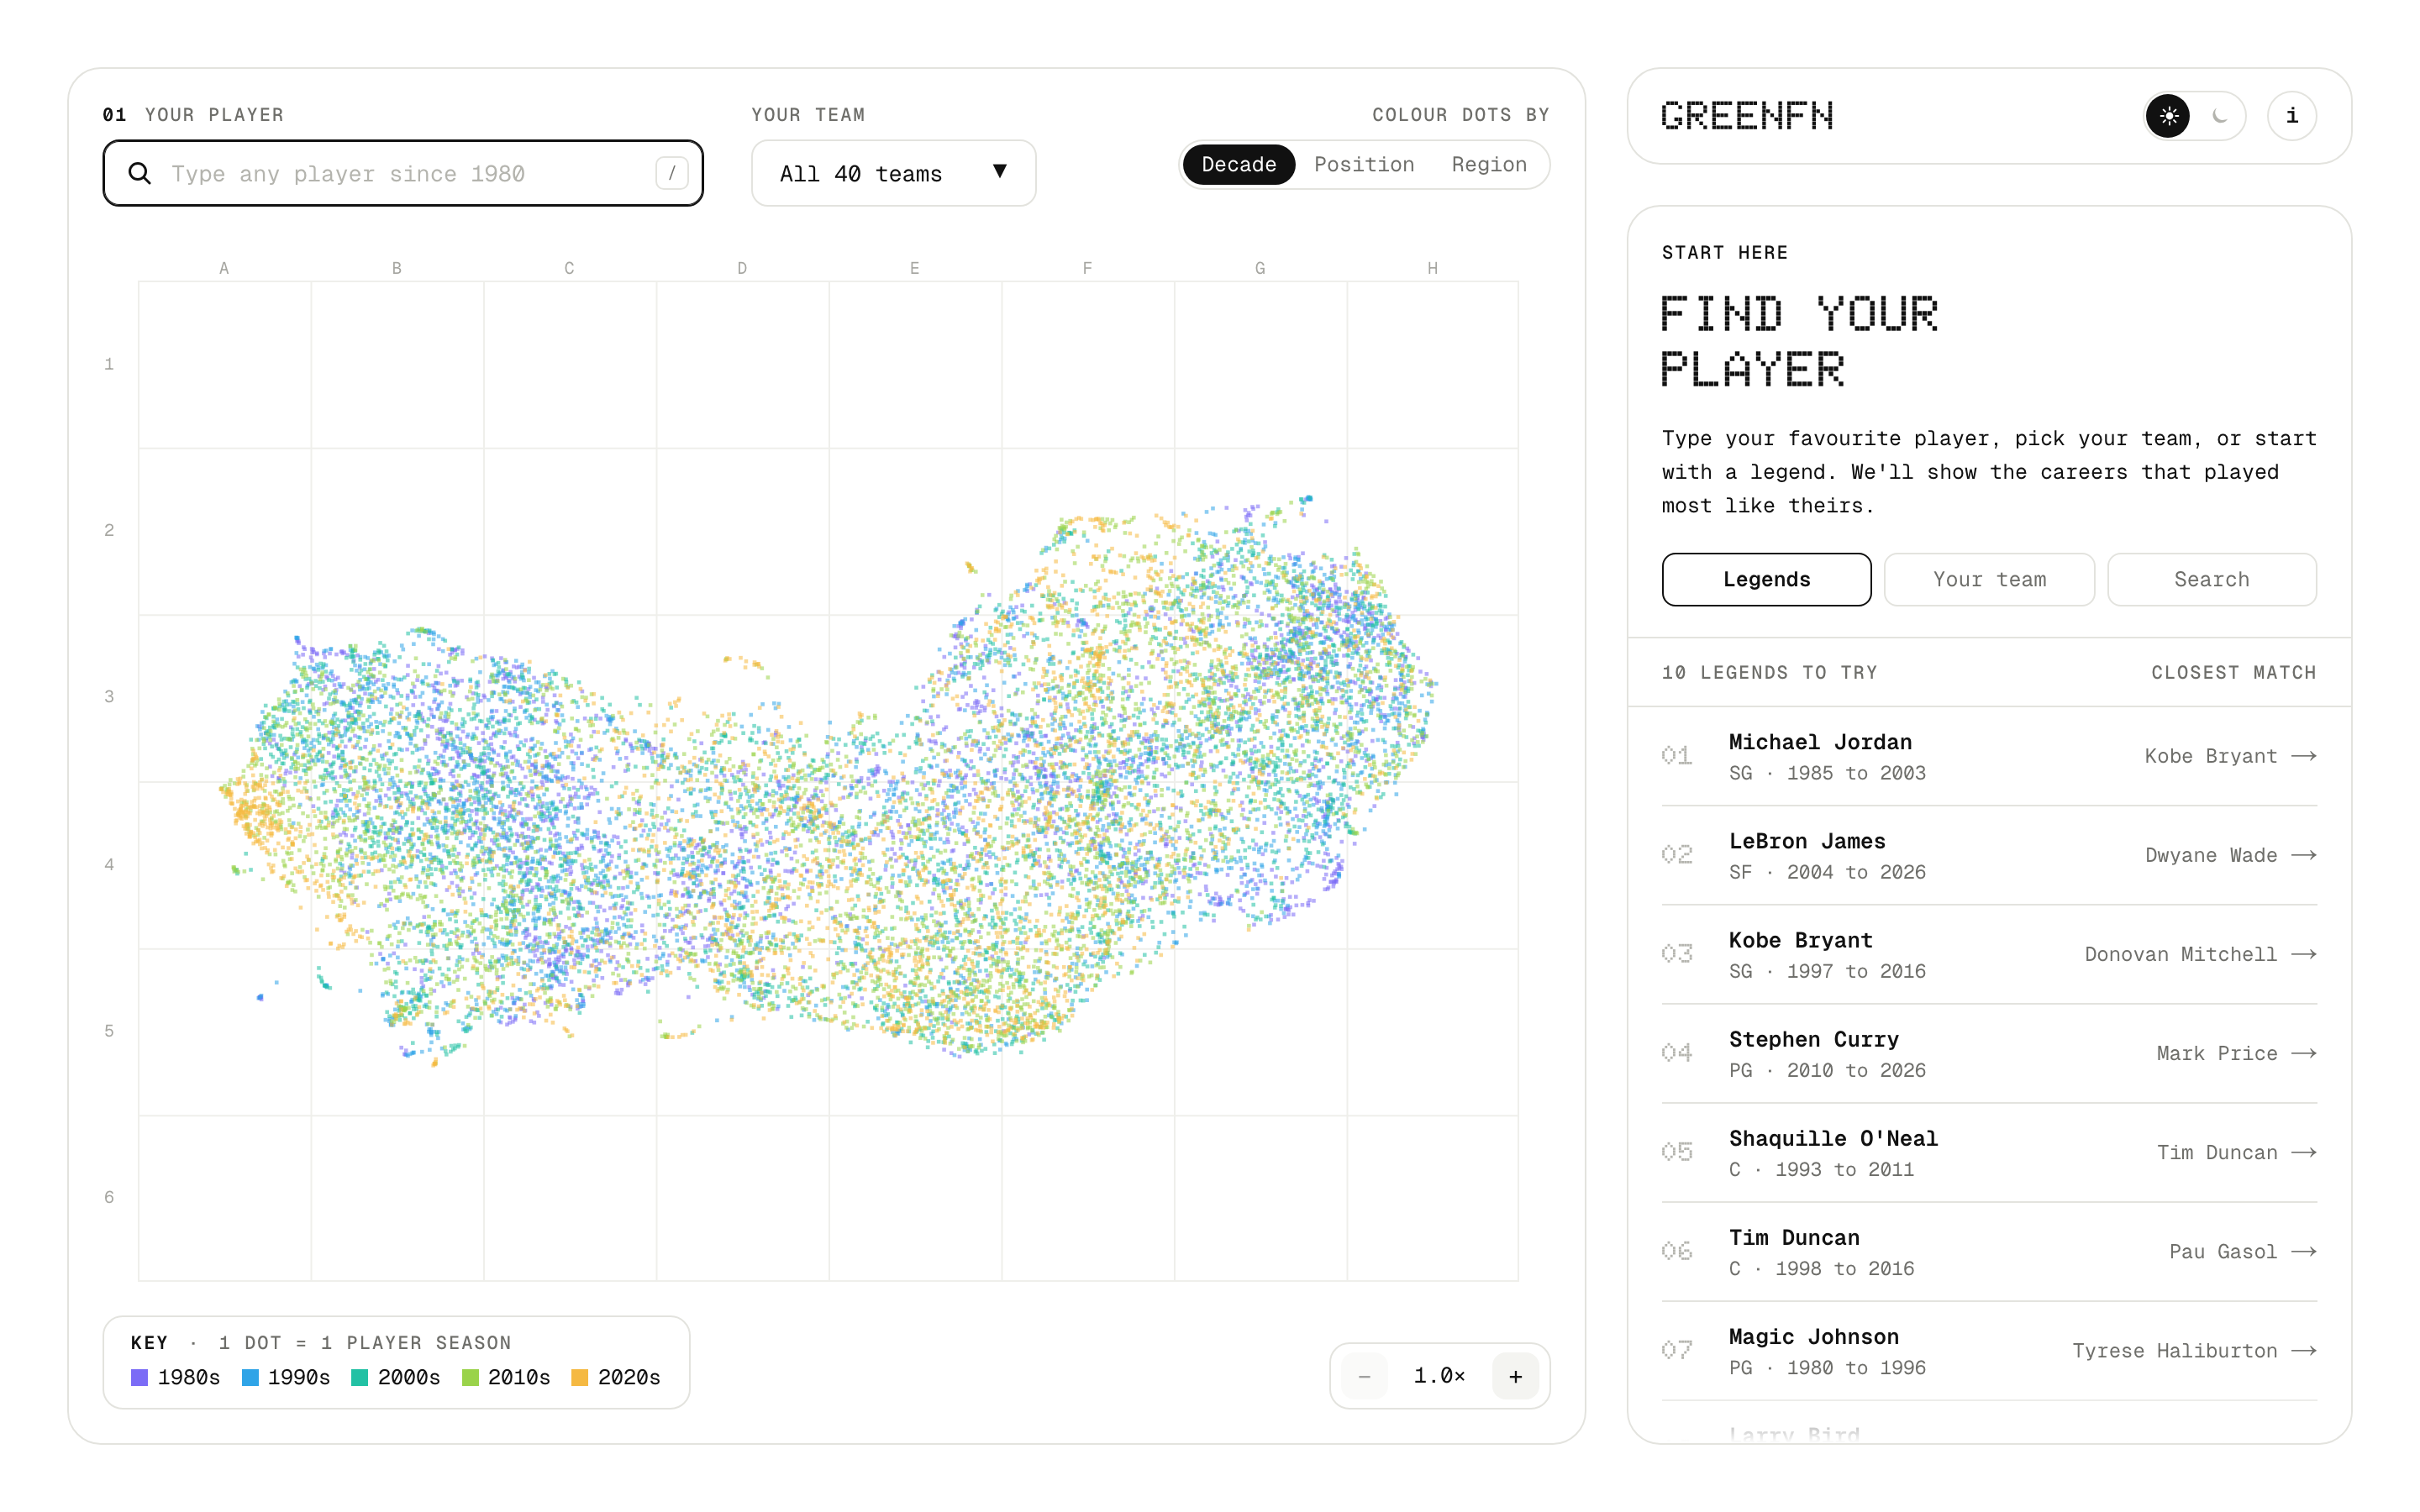 01 YOUR PLAYER
Type any player since 1980 /
YOUR TEAM
All 40 teams ▼
COLOUR DOTS BY
Decade Position Region
A B C D E F G H
1
2
3
4
5
6
KEY · 1 DOT = 1 PLAYER SEASON
1980s 1990s 2000s 2010s 2020s
− 1.0× +
GREENFN
i
START HERE
FIND YOUR
PLAYER
Type your favourite player, pick your team, or start
with a legend. We'll show the careers that played
most like theirs.
Legends Your team Search
10 LEGENDS TO TRY CLOSEST MATCH
01 Michael Jordan Kobe Bryant →
SG · 1985 to 2003
02 LeBron James Dwyane Wade →
SF · 2004 to 2026
03 Kobe Bryant Donovan Mitchell →
SG · 1997 to 2016
04 Stephen Curry Mark Price →
PG · 2010 to 2026
05 Shaquille O'Neal Tim Duncan →
C · 1993 to 2011
06 Tim Duncan Pau Gasol →
C · 1998 to 2016
07 Magic Johnson Tyrese Haliburton →
PG · 1980 to 1996
Larry Bird